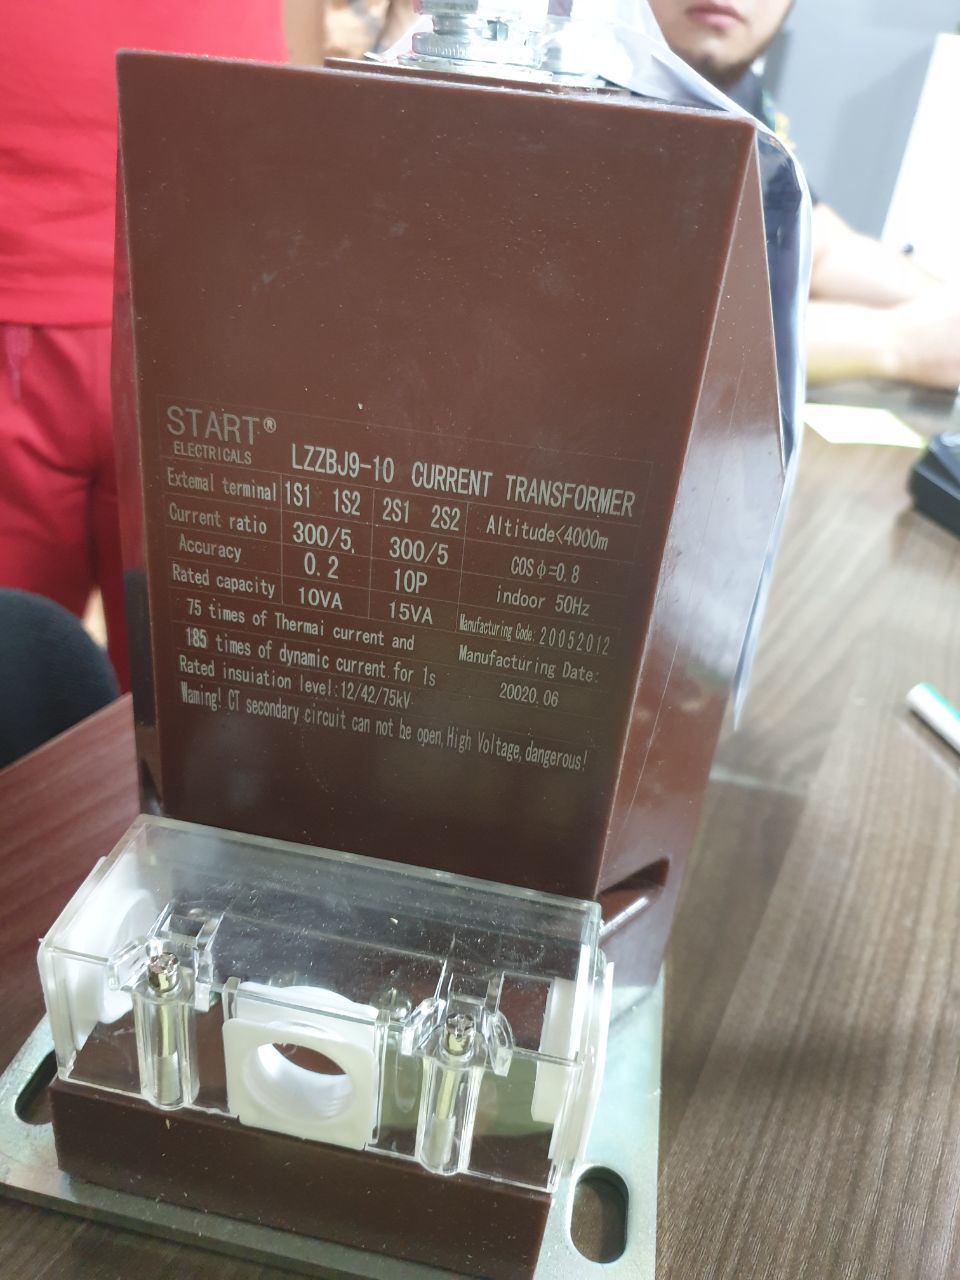 START®
ELECTRICALS
LZZBJ9-10 CURRENT TRANSFORMER
Extemal terminal 1S1 1S2 2S1 2S2 Altitude<4000m
Current ratio 300/5. 300/5 COSφ=0.8
Accuracy 0.2 10P indoor 50Hz
Rated capacity 10VA 15VA Manufacturing Code: 20052012
75 times of Thermai current and
185 times of dynamic current for 1s
Manufacturing Date:
20020.06
Rated insuiation level:12/42/75kV
Waming! CT secondary circuit can not be open,High Voltage,dangerous!